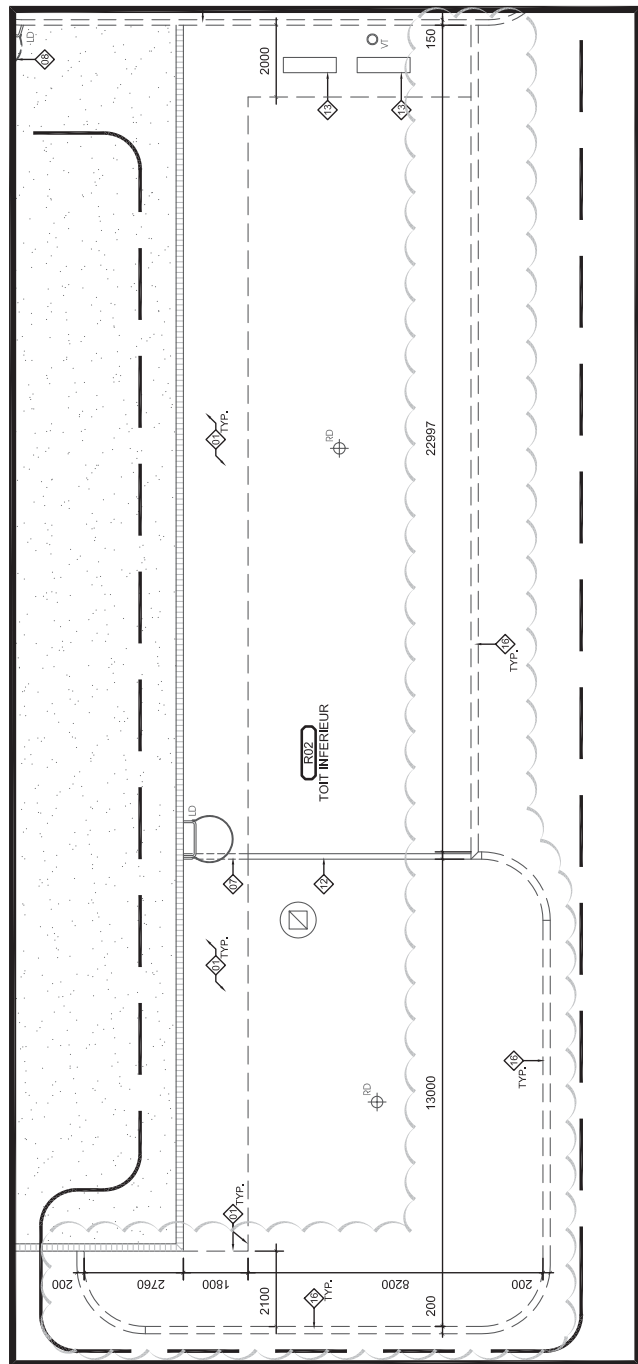 LD
08
2000
VT
150
13
13
01
TYP.
RD
22997
16
TYP.
R02
TOIT INFERIEUR
LD
07
12
01
TYP.
16
TYP.
RD
13000
01
TYP.
200
2760
1800
8200
200
2100
16
TYP.
200